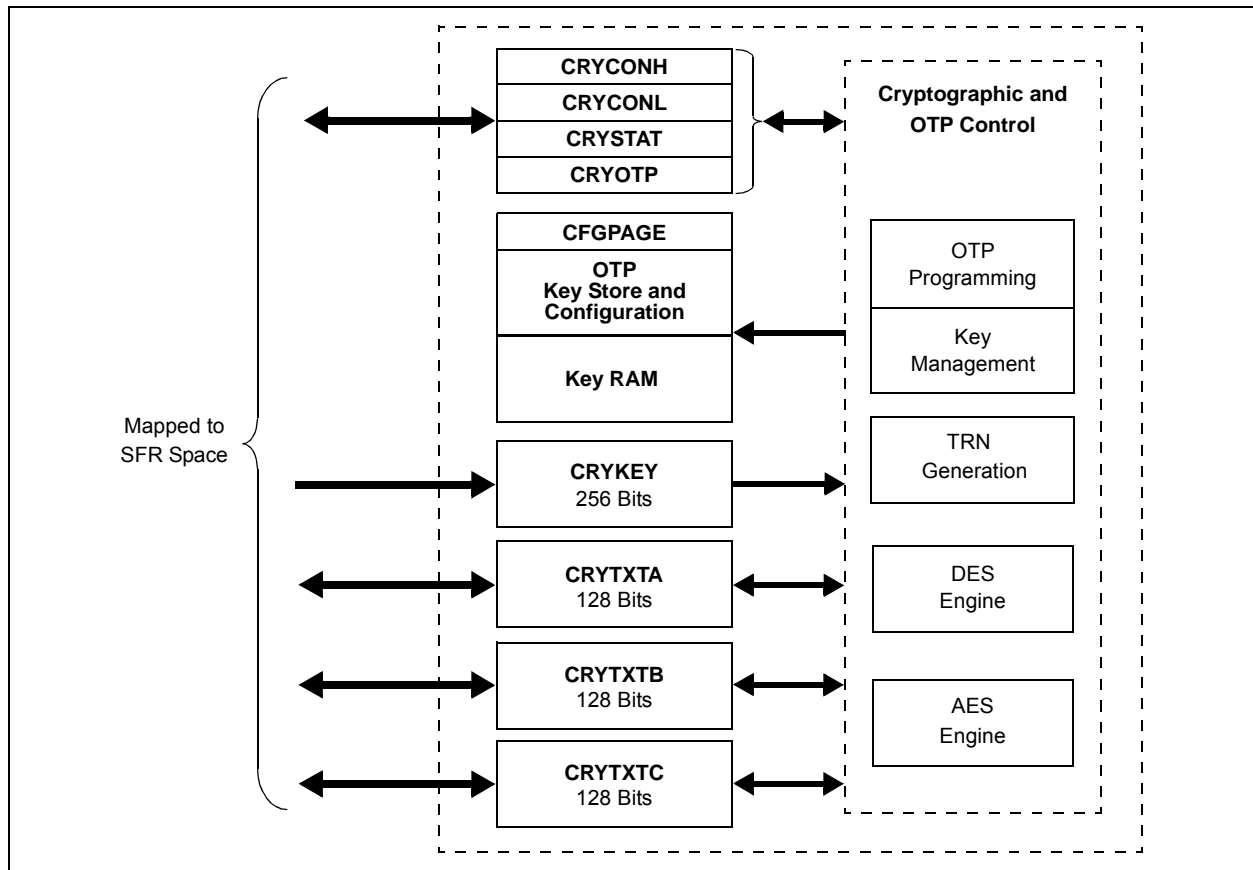 CRYCONH
CRYCONL
CRYSTAT
CRYOTP
Cryptographic and
OTP Control
CFGPAGE
OTP
Key Store and
Configuration
Key RAM
OTP
Programming
Key
Management
Mapped to
SFR Space
CRYKEY
256 Bits
TRN
Generation
CRYTXTA
128 Bits
DES
Engine
CRYTXTB
128 Bits
AES
Engine
CRYTXTC
128 Bits